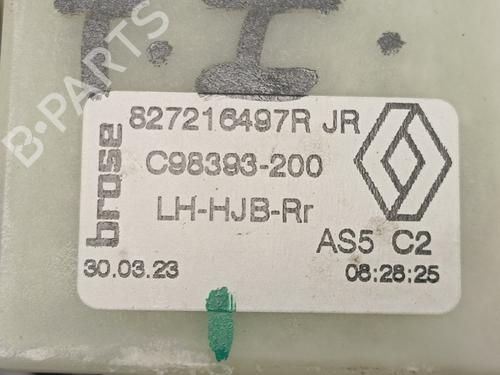 T.I.
B-PARTS
brose
827216497R JR
C98393-200
LH-HJB-Rr
AS5 C2
30.03.23
08:28:25